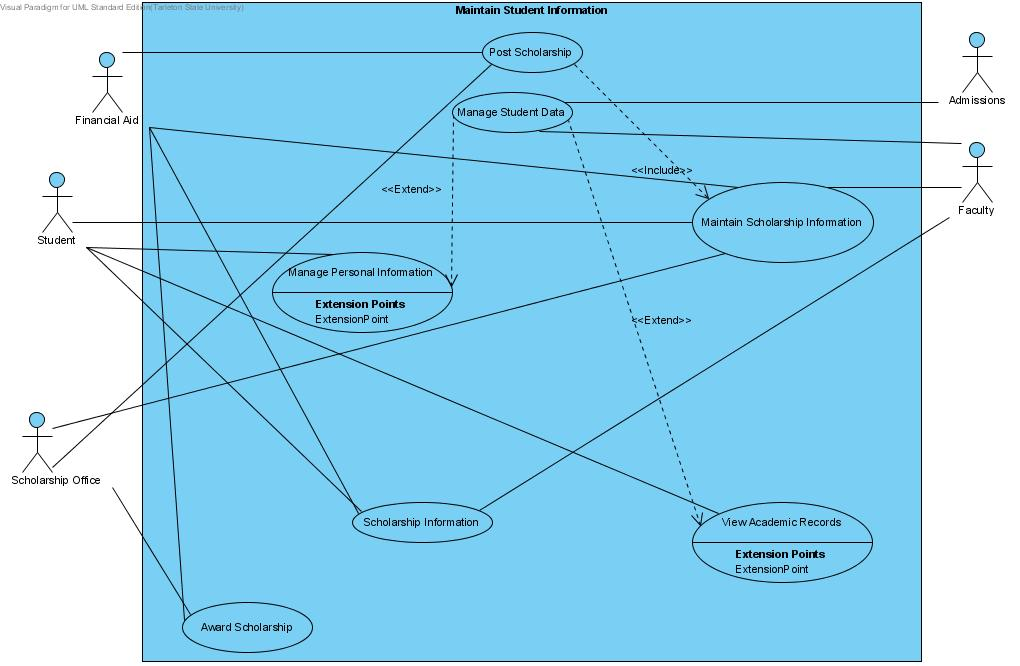 Visual Paradigm for UML Standard Edition(Tarleton State University)
Maintain Student Information
Post Scholarship
Manage Student Data
Admissions
Financial Aid
<<Include>>
<<Extend>>
Faculty
Maintain Scholarship Information
Student
Manage Personal Information
Extension Points
ExtensionPoint
<<Extend>>
Scholarship Office
Scholarship Information
View Academic Records
Extension Points
ExtensionPoint
Award Scholarship